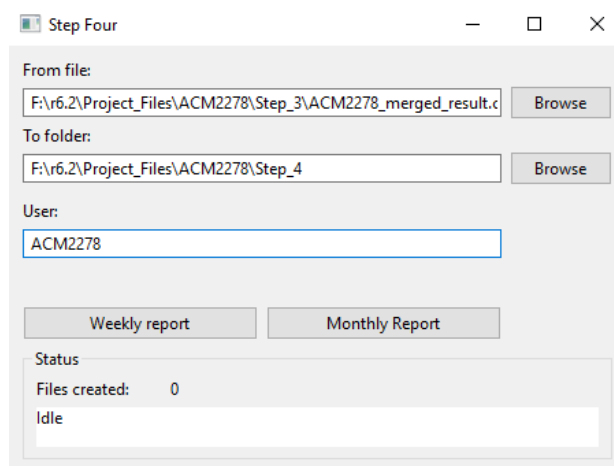 Step Four
From file:
F:\r6.2\Project_Files\ACM2278\Step_3\ACM2278_merged_result.c
Browse
To folder:
F:\r6.2\Project_Files\ACM2278\Step_4
Browse
User:
ACM2278
Weekly report
Monthly Report
Status
Files created: 0
Idle